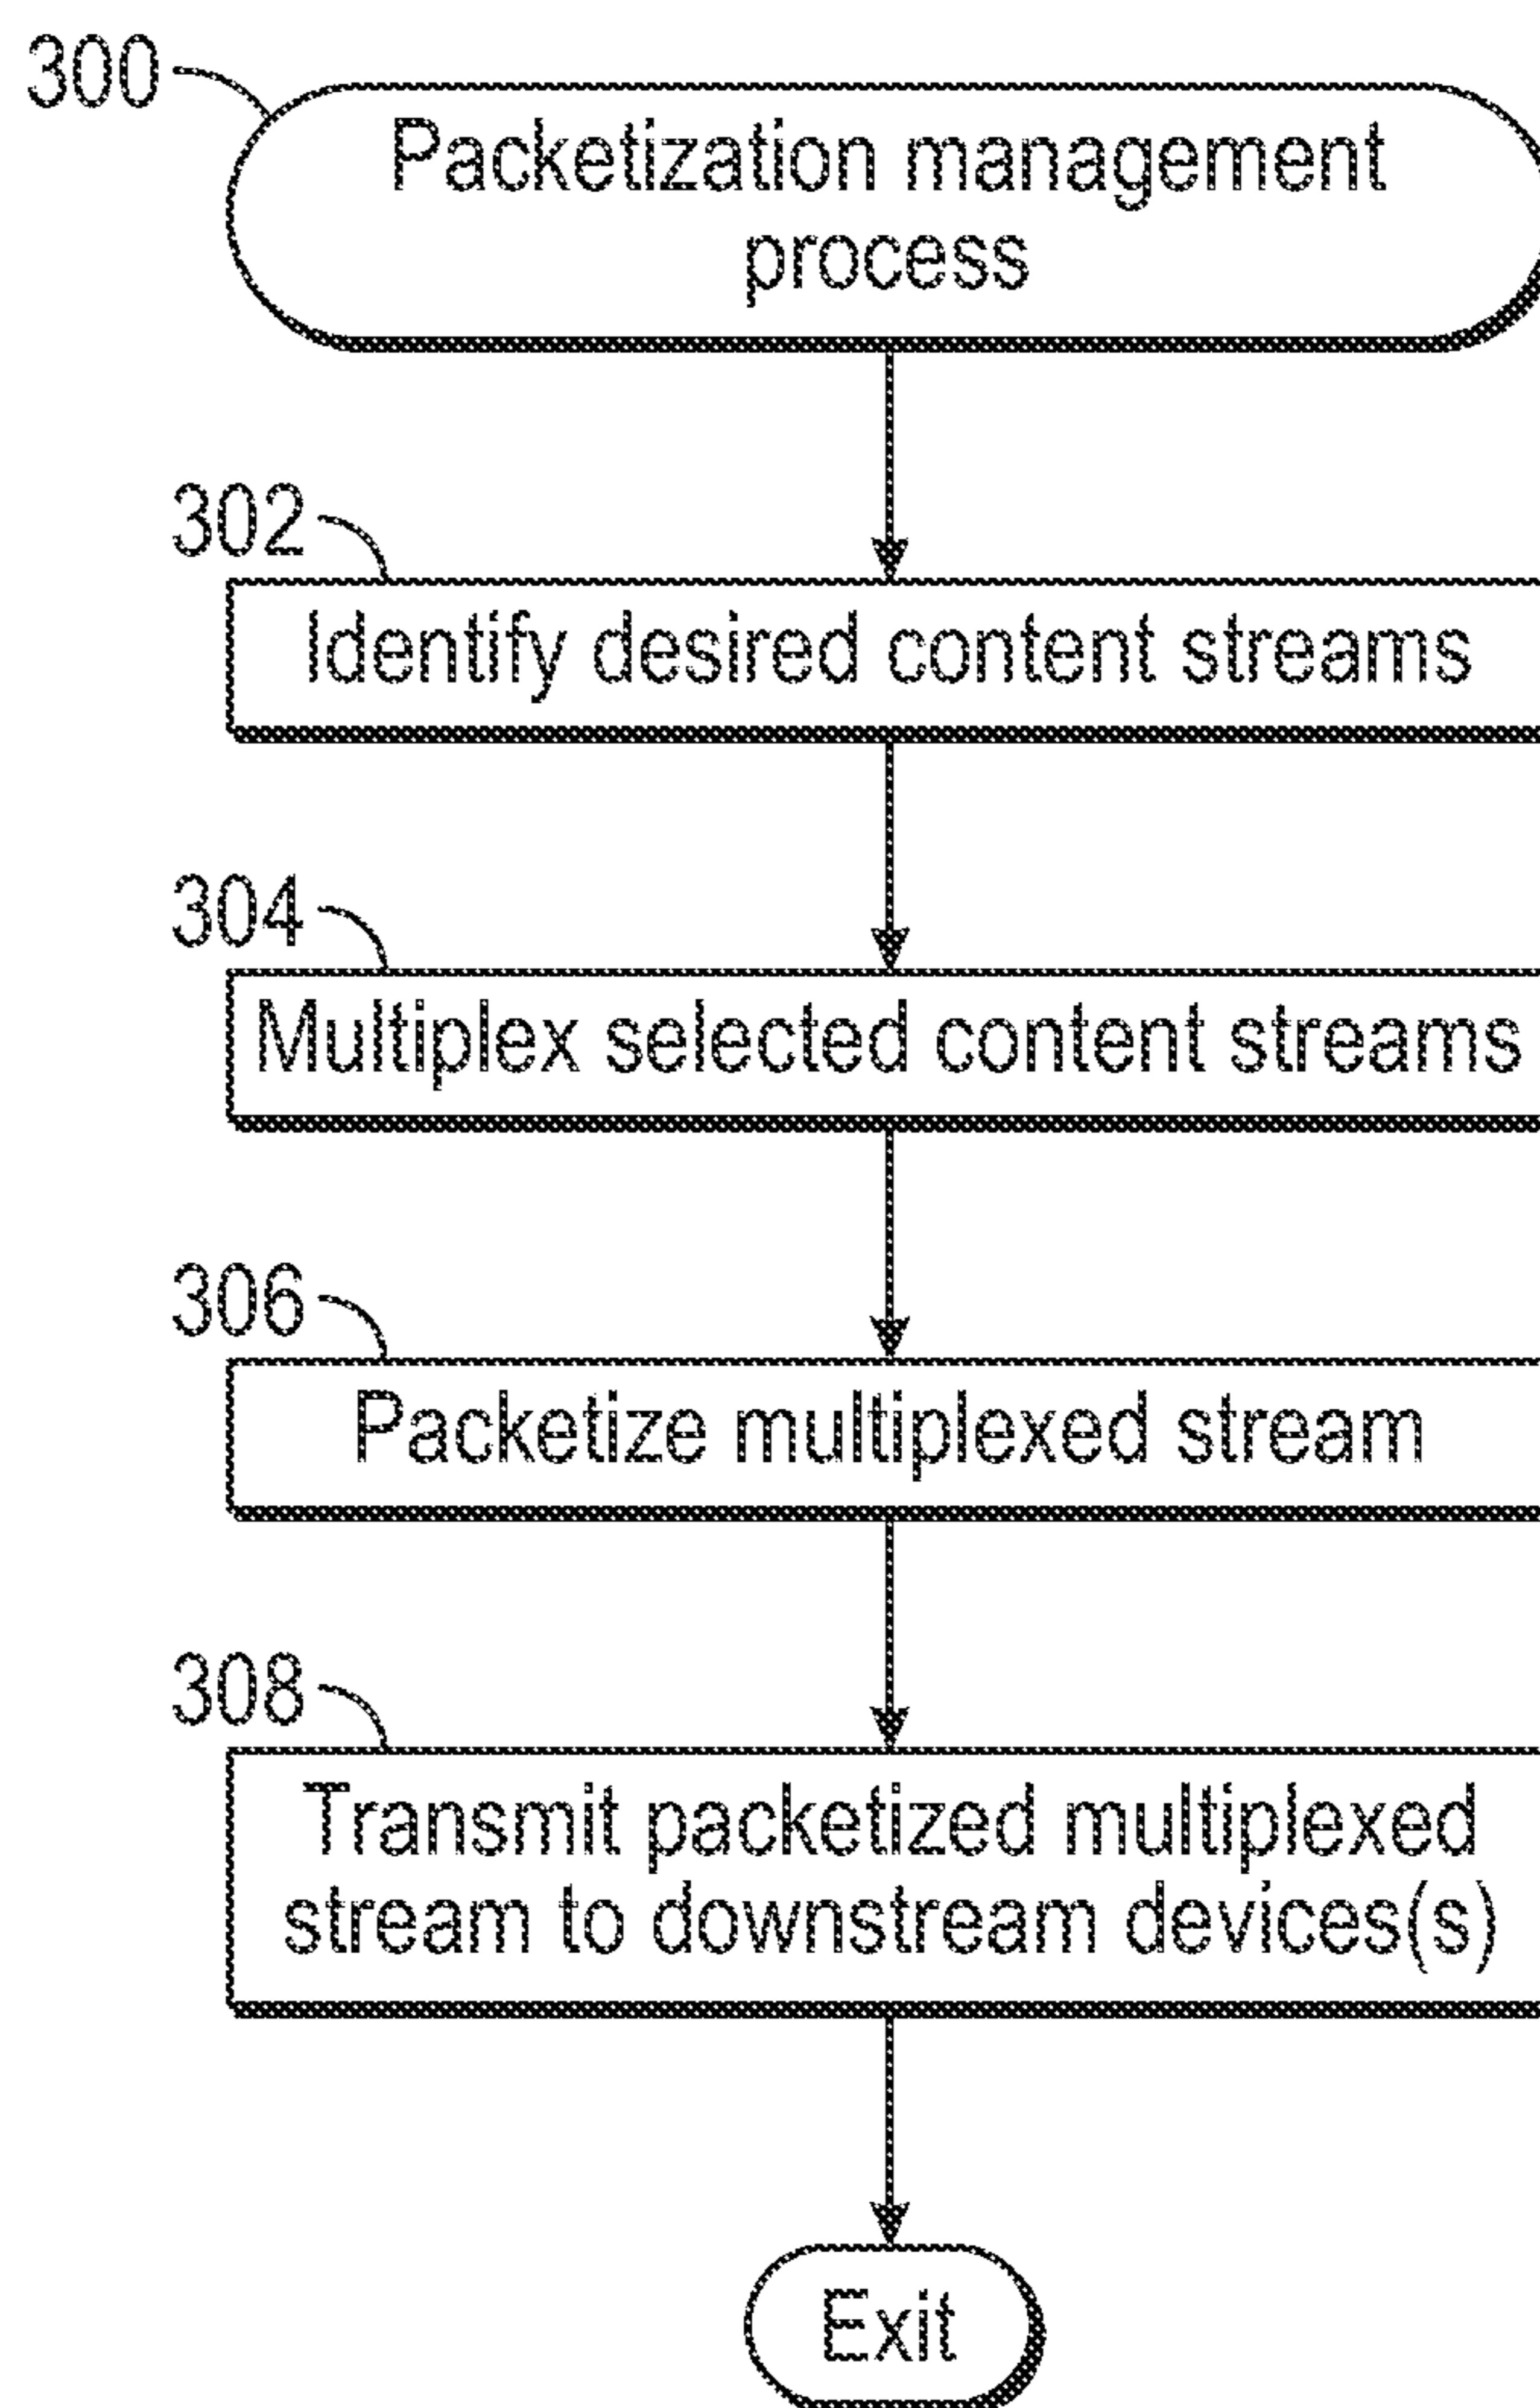 300
Packetization management
process
302
Identify desired content streams
304
Multiplex selected content streams
306
Packetize multiplexed stream
308
Transmit packetized multiplexed
stream to downstream devices(s)
Exit